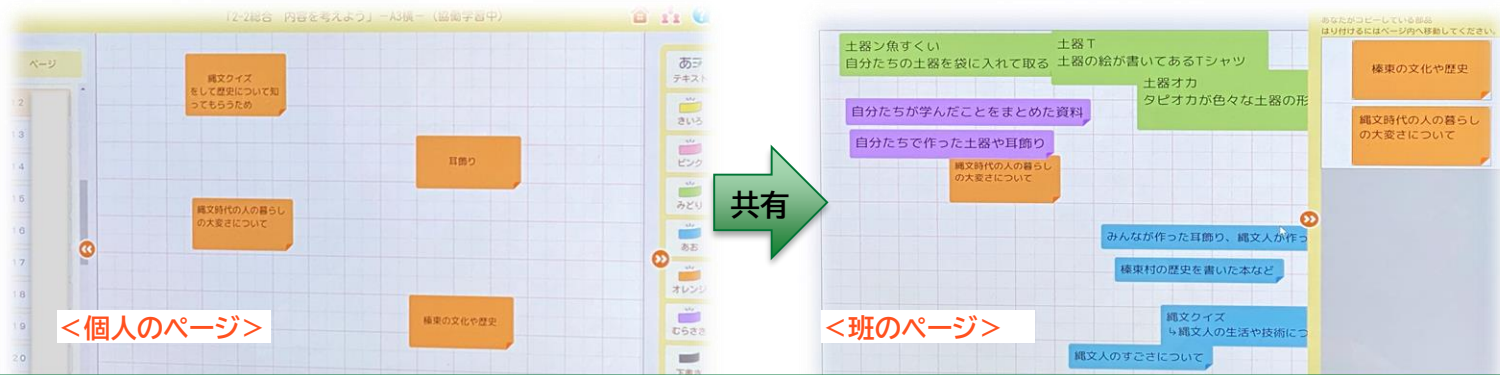 「2-2総合 内容を考えよう」－A3横－（協働学習中）
ページ
12
13
14
15
16
17
18
19
20
縄文クイズ
をして歴史について知
ってもらうため
耳飾り
縄文時代の人の暮らし
の大変さについて
榛東の文化や歴史
あ
テキスト
きいろ
ピンク
みどり
あお
オレンジ
むらさき
＜個人のページ＞
共有
土器ン魚すくい
自分たちの土器を袋に入れて取る
土器T
土器の絵が書いてあるTシャツ
土器オカ
タピオカが色々な土器の形
自分たちが学んだことをまとめた資料
自分たちで作った土器や耳飾り
縄文時代の人の暮らし
の大変さについて
みんなが作った耳飾り、縄文人が作っ
榛東村の歴史を書いた本など
縄文クイズ
↳縄文人の生活や技術につ
縄文人のすごさについて
＜班のページ＞
あなたがコピーしている部品
はり付けるにはページ内へ移動してください。
榛東の文化や歴史
縄文時代の人の暮らし
の大変さについて